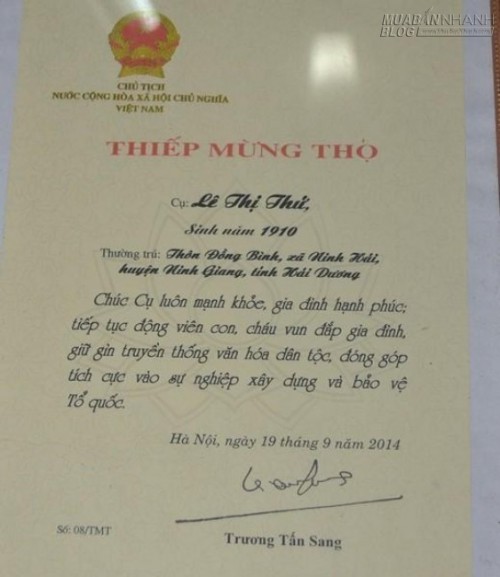 MUABANNHANH
BLOG!
CHỦ TỊCH
NƯỚC CỘNG HÒA XÃ HỘI CHỦ NGHĨA
VIỆT NAM
THIẾP MỪNG THỌ
Cụ: Lê Thị Thứ,
Sinh năm 1910
Thường trú: Thôn Đồng Bình, xã Ninh Hải,
huyện Ninh Giang, tỉnh Hải Dương
Chúc Cụ luôn mạnh khỏe, gia đình hạnh phúc;
tiếp tục động viên con, cháu vun đắp gia đình,
giữ gìn truyền thống văn hóa dân tộc, đóng góp
tích cực vào sự nghiệp xây dựng và bảo vệ
Tổ quốc.
Hà Nội, ngày 19 tháng 9 năm 2014
Số: 08/TMT
Trương Tấn Sang